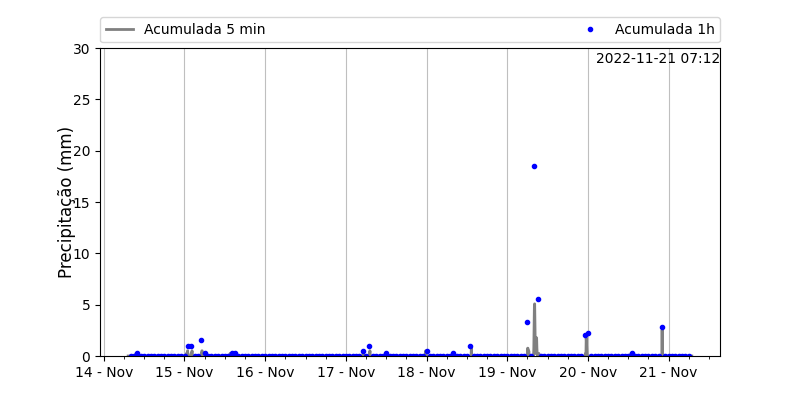 Acumulada 5 min
Acumulada 1h
2022-11-21 07:12
Precipitação (mm)
30
25
20
15
10
5
0
14 - Nov
15 - Nov
16 - Nov
17 - Nov
18 - Nov
19 - Nov
20 - Nov
21 - Nov